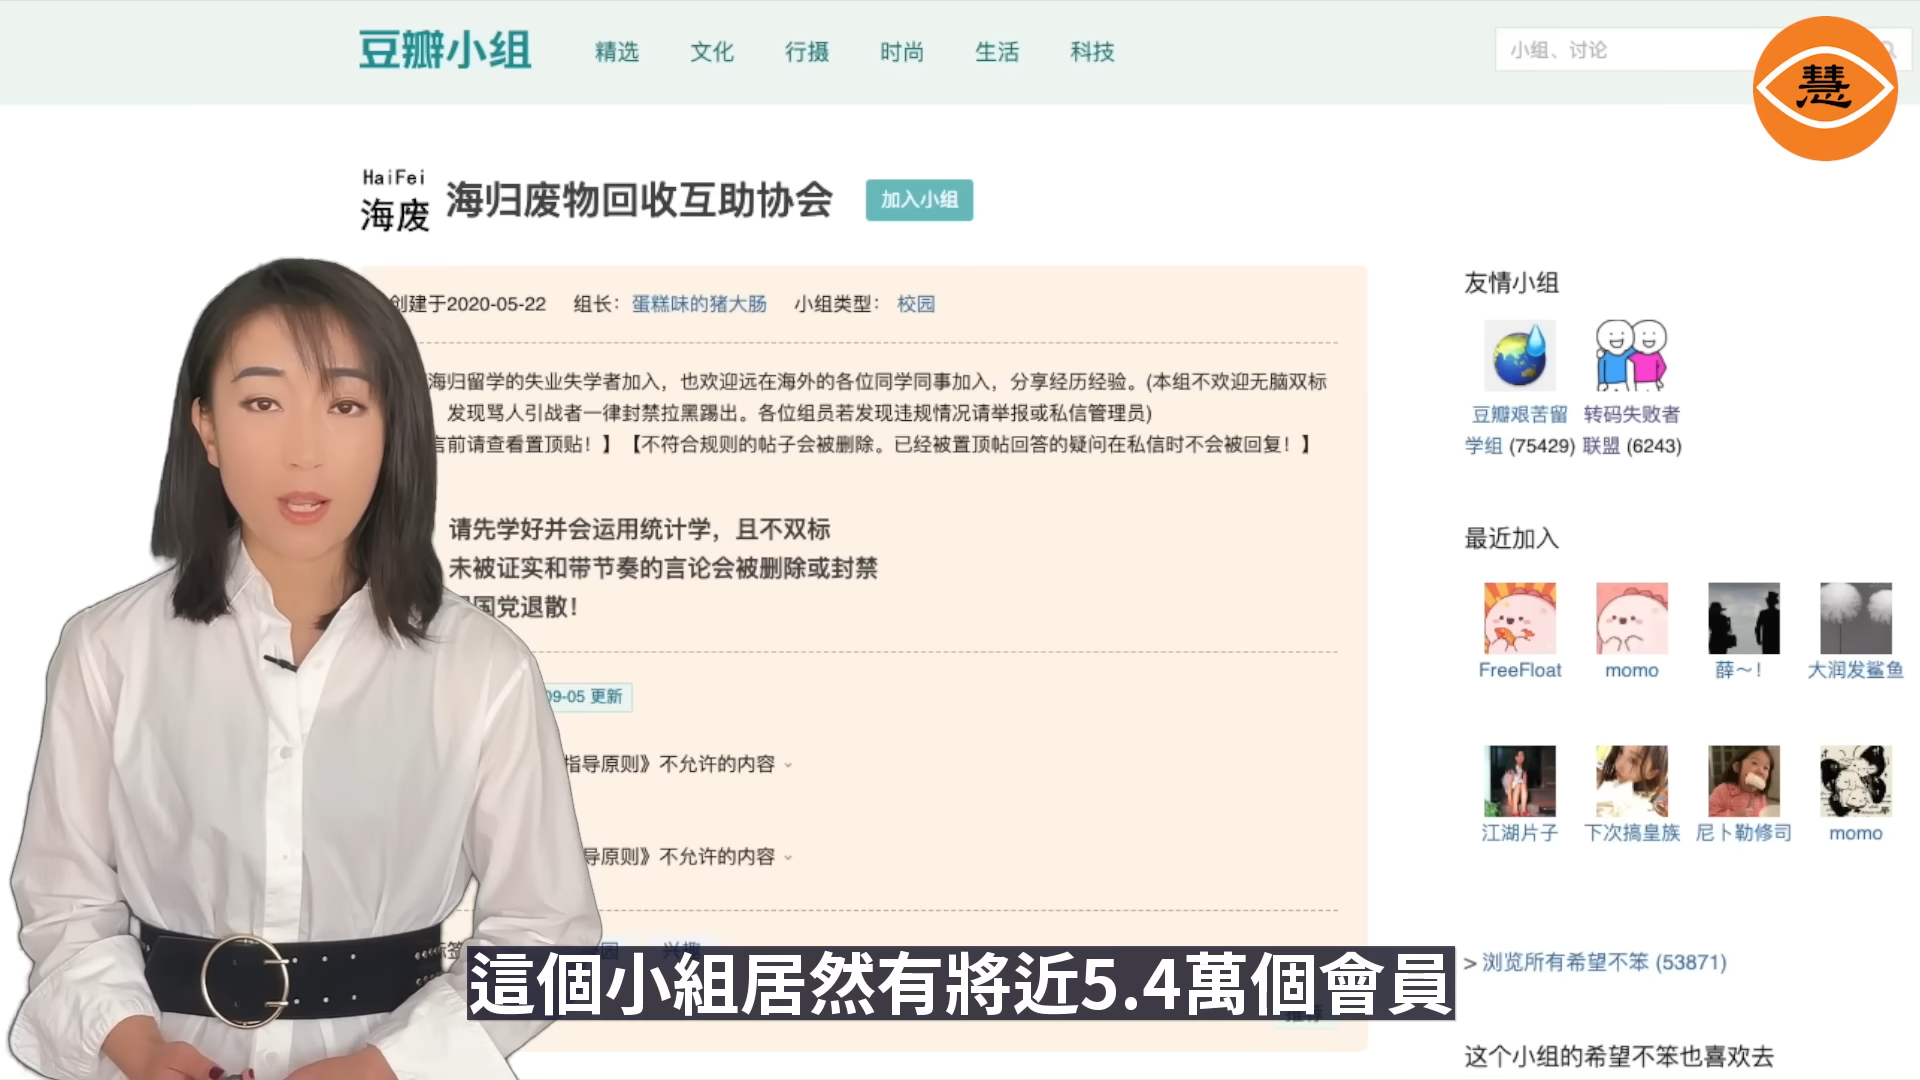 豆瓣小组
精选 文化 行摄 时尚 生活 科技
小组、讨论
慧
HaiFei
海废
海归废物回收互助协会
加入小组
创建于2020-05-22 组长： 蛋糕味的猪大肠 小组类型： 校园
海归留学的失业失学者加入，也欢迎远在海外的各位同学同事加入，分享经历经验。(本组不欢迎无脑双标
发现骂人引战者一律封禁拉黑踢出。各位组员若发现违规情况请举报或私信管理员)
言前请查看置顶贴！】【不符合规则的帖子会被删除。已经被置顶帖回答的疑问在私信时不会被回复！】
请先学好并会运用统计学，且不双标
未被证实和带节奏的言论会被删除或封禁
国党退散！
09-05 更新
指导原则》不允许的内容
导原则》不允许的内容
這個小組居然有將近5.4萬個會員
友情小组
豆瓣艰苦留学组 (75429)
转码失败者联盟 (6243)
最近加入
FreeFloat momo 薛～！ 大润发鲨鱼
江湖片子 下次搞皇族 尼卜勒修司 momo
> 浏览所有希望不笨 (53871)
这个小组的希望不笨也喜欢去